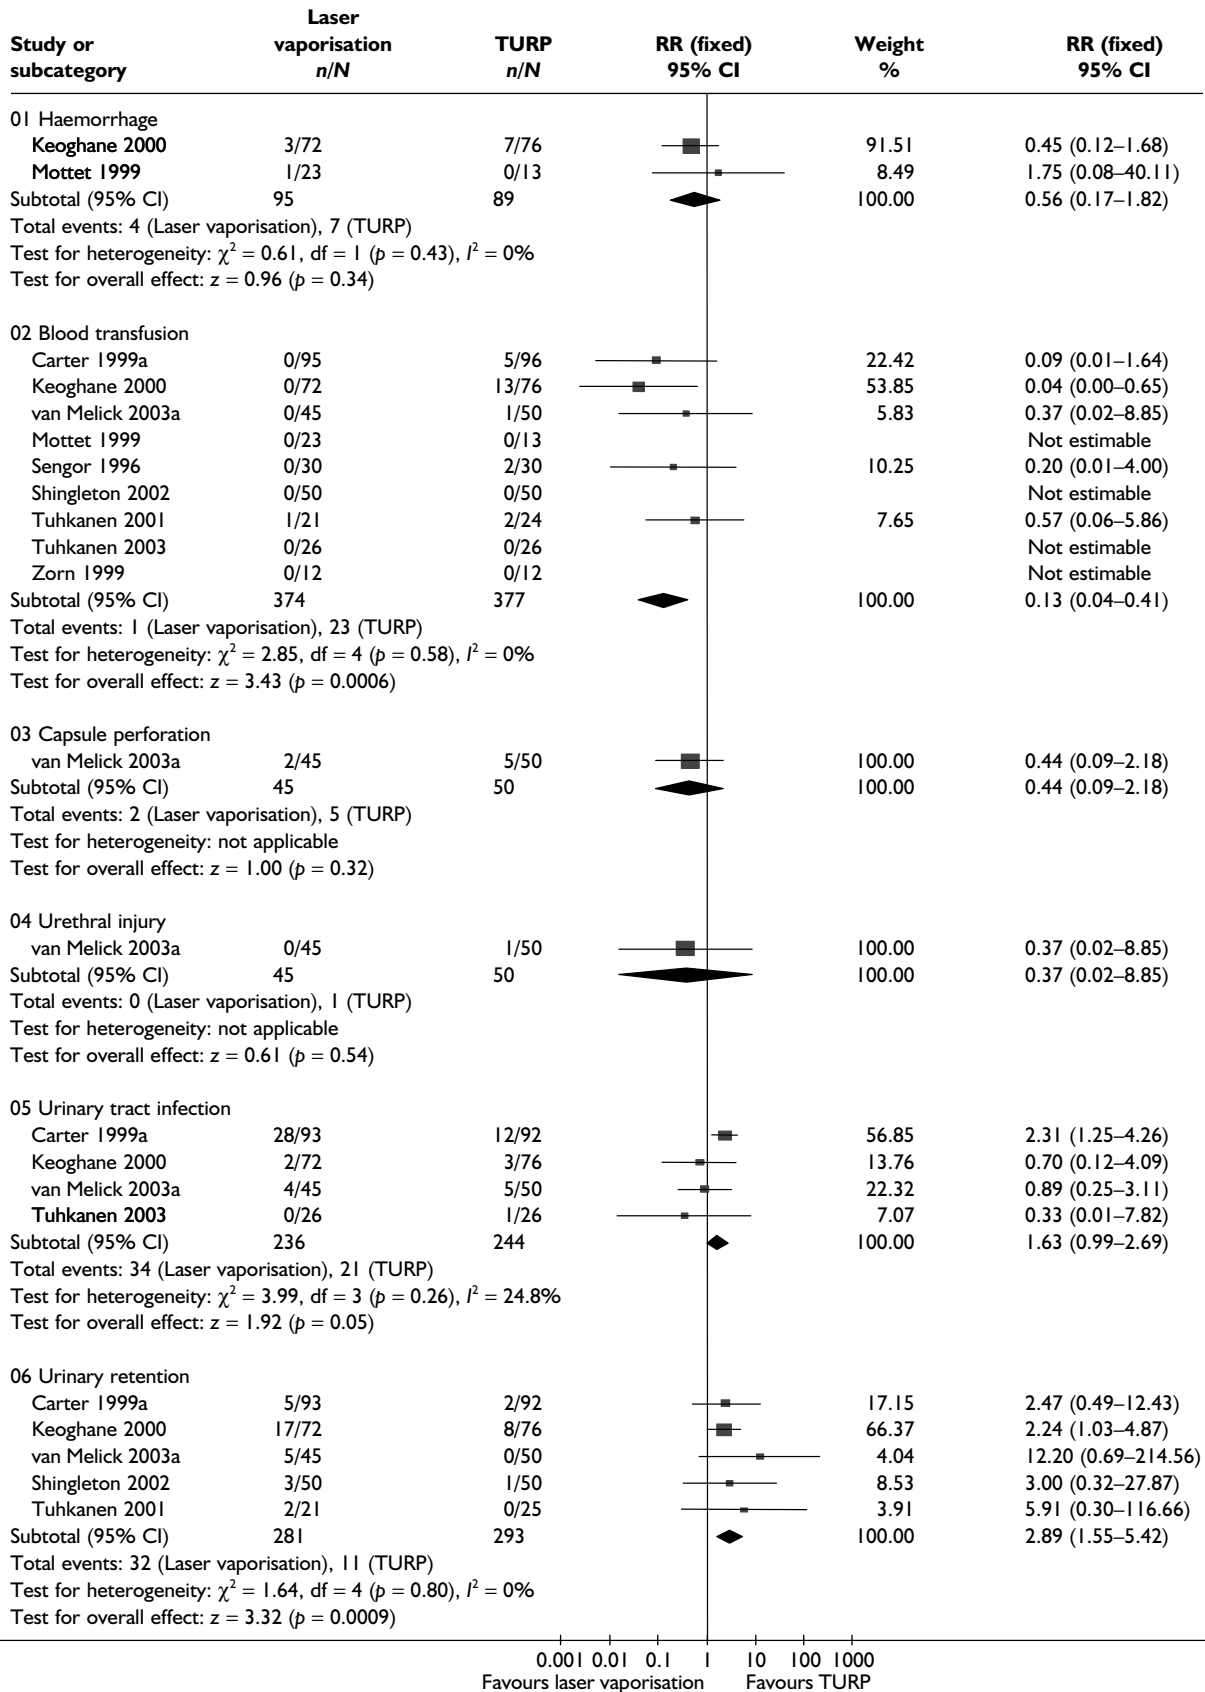 Laser
Study or vaporisation TURP RR (fixed) Weight RR (fixed)
subcategory n/N n/N 95% CI % 95% CI
01 Haemorrhage
Keoghane 2000 3/72 7/76 91.51 0.45 (0.12–1.68)
Mottet 1999 1/23 0/13 8.49 1.75 (0.08–40.11)
Subtotal (95% CI) 95 89 100.00 0.56 (0.17–1.82)
Total events: 4 (Laser vaporisation), 7 (TURP)
Test for heterogeneity: χ² = 0.61, df = 1 (p = 0.43), I² = 0%
Test for overall effect: z = 0.96 (p = 0.34)
02 Blood transfusion
Carter 1999a 0/95 5/96 22.42 0.09 (0.01–1.64)
Keoghane 2000 0/72 13/76 53.85 0.04 (0.00–0.65)
van Melick 2003a 0/45 1/50 5.83 0.37 (0.02–8.85)
Mottet 1999 0/23 0/13 Not estimable
Sengor 1996 0/30 2/30 10.25 0.20 (0.01–4.00)
Shingleton 2002 0/50 0/50 Not estimable
Tuhkanen 2001 1/21 2/24 7.65 0.57 (0.06–5.86)
Tuhkanen 2003 0/26 0/26 Not estimable
Zorn 1999 0/12 0/12 Not estimable
Subtotal (95% CI) 374 377 100.00 0.13 (0.04–0.41)
Total events: 1 (Laser vaporisation), 23 (TURP)
Test for heterogeneity: χ² = 2.85, df = 4 (p = 0.58), I² = 0%
Test for overall effect: z = 3.43 (p = 0.0006)
03 Capsule perforation
van Melick 2003a 2/45 5/50 100.00 0.44 (0.09–2.18)
Subtotal (95% CI) 45 50 100.00 0.44 (0.09–2.18)
Total events: 2 (Laser vaporisation), 5 (TURP)
Test for heterogeneity: not applicable
Test for overall effect: z = 1.00 (p = 0.32)
04 Urethral injury
van Melick 2003a 0/45 1/50 100.00 0.37 (0.02–8.85)
Subtotal (95% CI) 45 50 100.00 0.37 (0.02–8.85)
Total events: 0 (Laser vaporisation), 1 (TURP)
Test for heterogeneity: not applicable
Test for overall effect: z = 0.61 (p = 0.54)
05 Urinary tract infection
Carter 1999a 28/93 12/92 56.85 2.31 (1.25–4.26)
Keoghane 2000 2/72 3/76 13.76 0.70 (0.12–4.09)
van Melick 2003a 4/45 5/50 22.32 0.89 (0.25–3.11)
Tuhkanen 2003 0/26 1/26 7.07 0.33 (0.01–7.82)
Subtotal (95% CI) 236 244 100.00 1.63 (0.99–2.69)
Total events: 34 (Laser vaporisation), 21 (TURP)
Test for heterogeneity: χ² = 3.99, df = 3 (p = 0.26), I² = 24.8%
Test for overall effect: z = 1.92 (p = 0.05)
06 Urinary retention
Carter 1999a 5/93 2/92 17.15 2.47 (0.49–12.43)
Keoghane 2000 17/72 8/76 66.37 2.24 (1.03–4.87)
van Melick 2003a 5/45 0/50 4.04 12.20 (0.69–214.56)
Shingleton 2002 3/50 1/50 8.53 3.00 (0.32–27.87)
Tuhkanen 2001 2/21 0/25 3.91 5.91 (0.30–116.66)
Subtotal (95% CI) 281 293 100.00 2.89 (1.55–5.42)
Total events: 32 (Laser vaporisation), 11 (TURP)
Test for heterogeneity: χ² = 1.64, df = 4 (p = 0.80), I² = 0%
Test for overall effect: z = 3.32 (p = 0.0009)
0.001 0.01 0.1 1 10 100 1000
Favours laser vaporisation Favours TURP